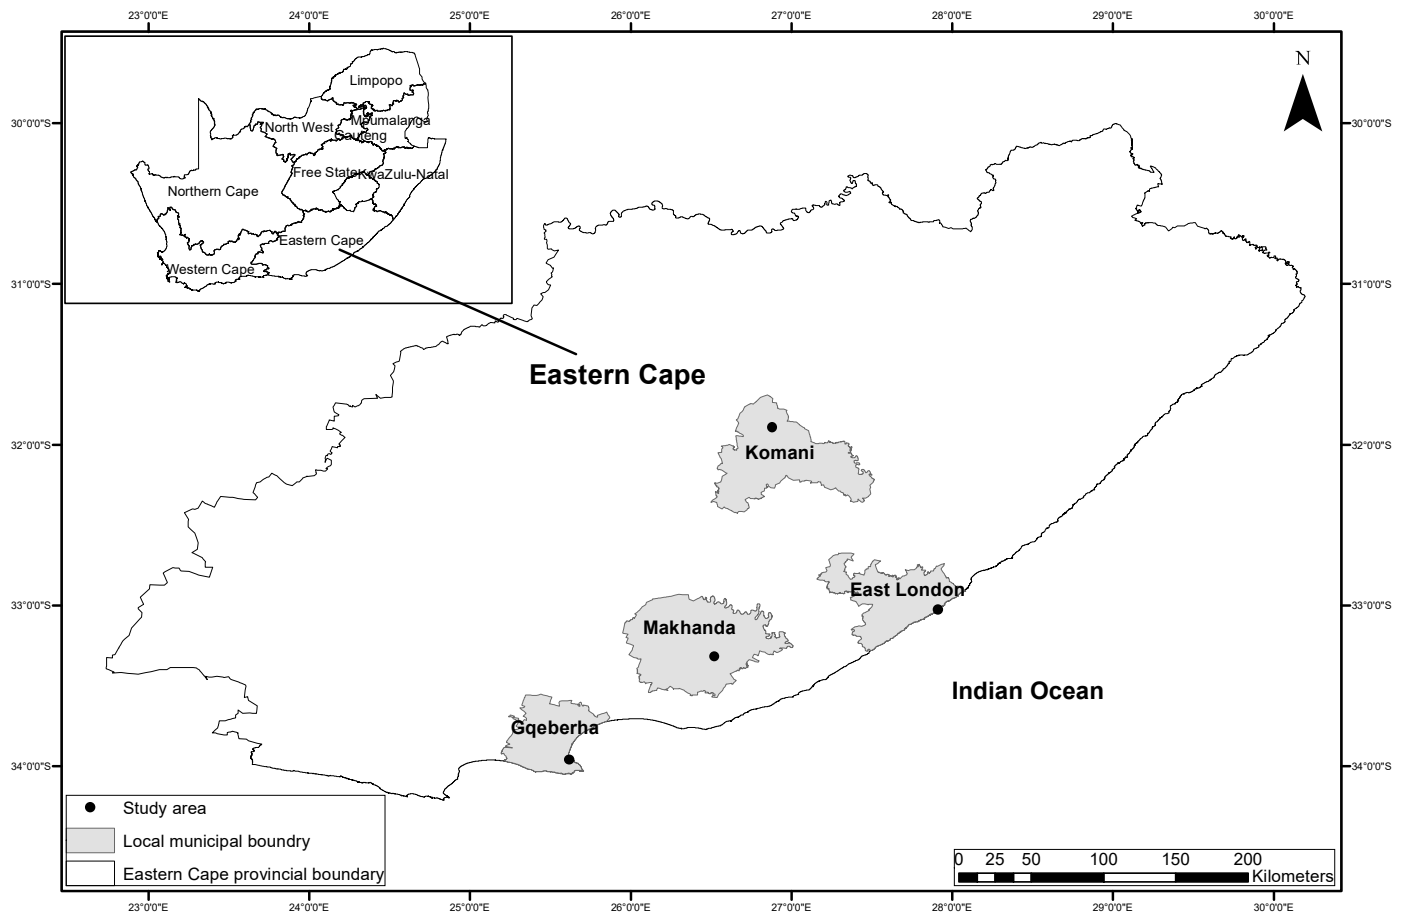 23°0'0"E 24°0'0"E 25°0'0"E 26°0'0"E 27°0'0"E 28°0'0"E 29°0'0"E 30°0'0"E
N
Limpopo
North West
Mpumalanga
Gauteng
Free State
KwaZulu-Natal
Northern Cape
Eastern Cape
Western Cape
30°0'0"S 30°0'0"S
31°0'0"S 31°0'0"S
Eastern Cape
32°0'0"S 32°0'0"S
Komani
33°0'0"S 33°0'0"S
East London
Makhanda
Indian Ocean
Gqeberha
34°0'0"S 34°0'0"S
Study area
Local municipal boundry
Eastern Cape provincial boundary
0 25 50 100 150 200
Kilometers
23°0'0"E 24°0'0"E 25°0'0"E 26°0'0"E 27°0'0"E 28°0'0"E 29°0'0"E 30°0'0"E